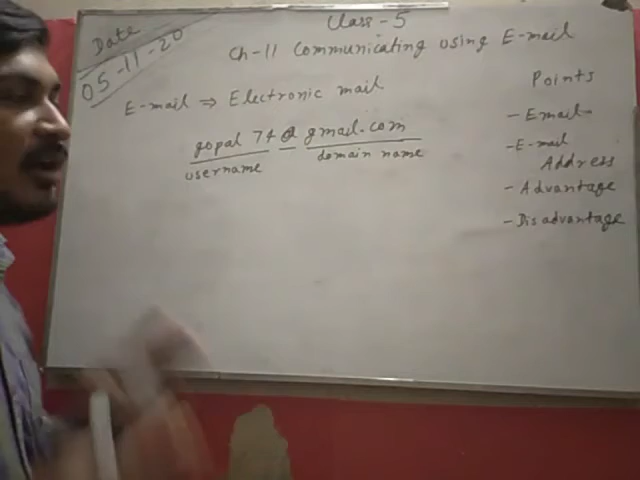 Date
05-11-20
Class-5
Ch-11 Communicating using E-mail
E-mail ⇒ Electronic mail
gopal 74 @ gmail.com
username
domain name
Points
- Email-
- E-mail
Address
- Advantage
- Disadvantage